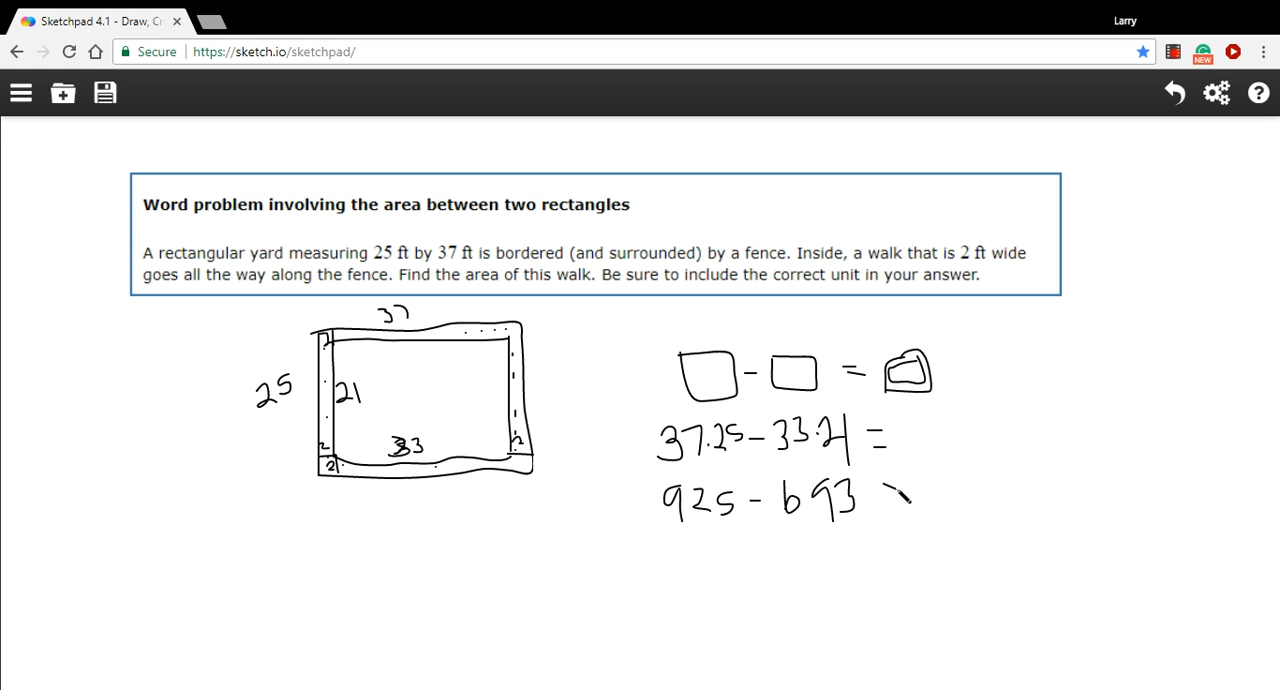 Larry
Sketchpad 4.1 - Draw, Cr
Secure https://sketch.io/sketchpad/
NEW
Word problem involving the area between two rectangles
A rectangular yard measuring 25 ft by 37 ft is bordered (and surrounded) by a fence. Inside, a walk that is 2 ft wide
goes all the way along the fence. Find the area of this walk. Be sure to include the correct unit in your answer.
37
2
25
21
2
33
2
2
- =
37.25 - 33.21 =
925 - 693